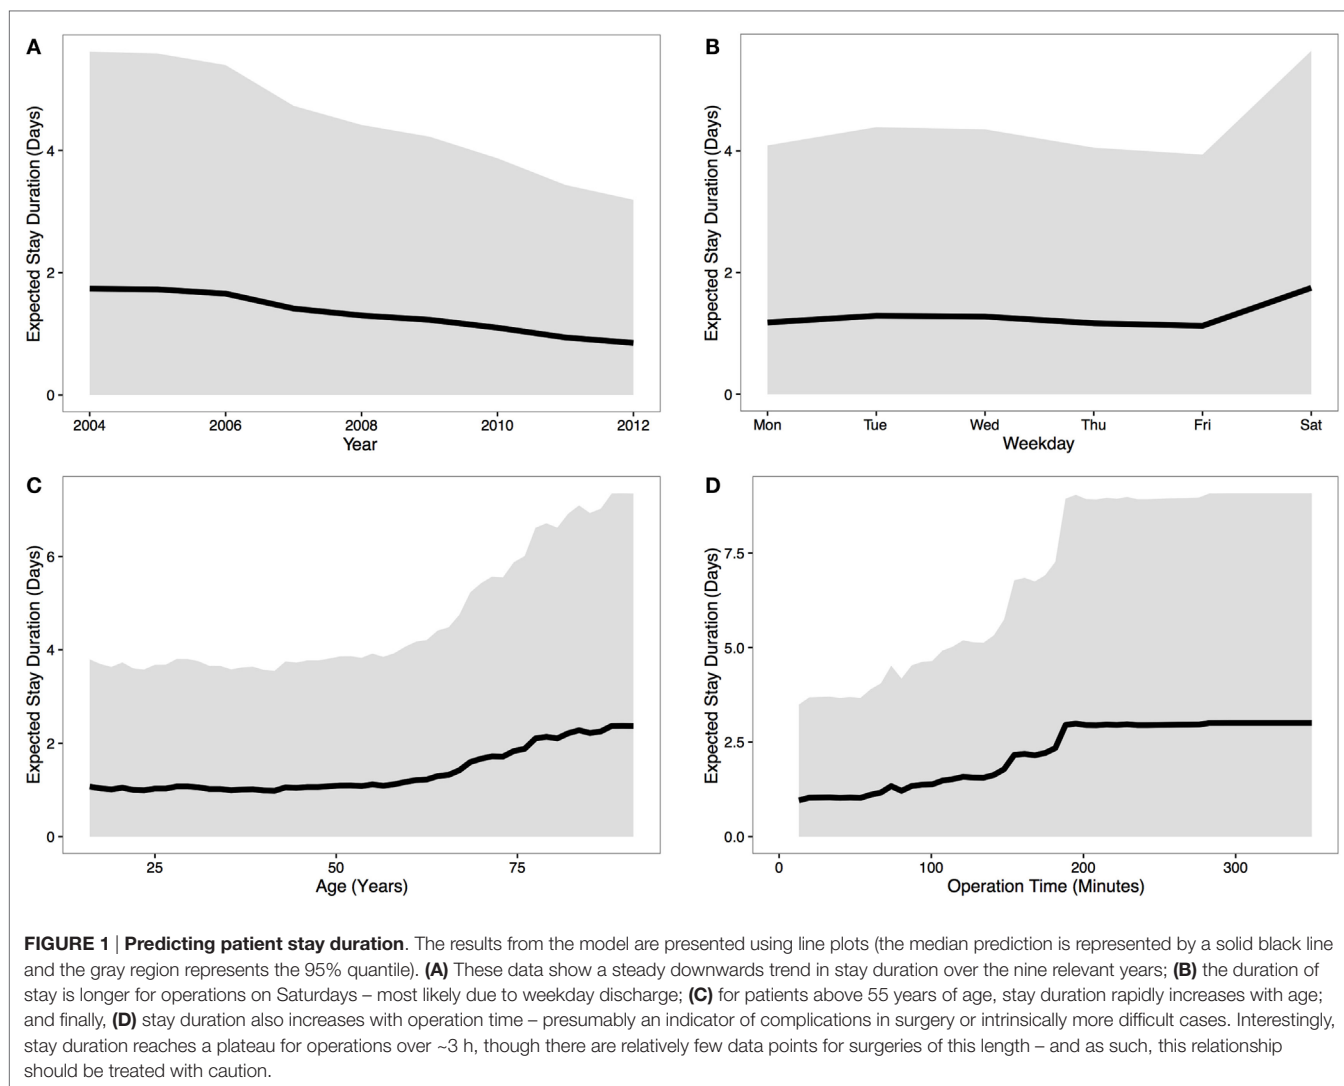 A
Expected Stay Duration (Days)
4
2
0
2004 2006 2008 2010 2012
Year
B
Expected Stay Duration (Days)
4
2
0
Mon Tue Wed Thu Fri Sat
Weekday
C
Expected Stay Duration (Days)
6
4
2
0
25 50 75
Age (Years)
D
Expected Stay Duration (Days)
7.5
5.0
2.5
0.0
0 100 200 300
Operation Time (Minutes)
FIGURE 1 | Predicting patient stay duration. The results from the model are presented using line plots (the median prediction is represented by a solid black line
and the gray region represents the 95% quantile). (A) These data show a steady downwards trend in stay duration over the nine relevant years; (B) the duration of
stay is longer for operations on Saturdays – most likely due to weekday discharge; (C) for patients above 55 years of age, stay duration rapidly increases with age;
and finally, (D) stay duration also increases with operation time – presumably an indicator of complications in surgery or intrinsically more difficult cases. Interestingly,
stay duration reaches a plateau for operations over ~3 h, though there are relatively few data points for surgeries of this length – and as such, this relationship
should be treated with caution.